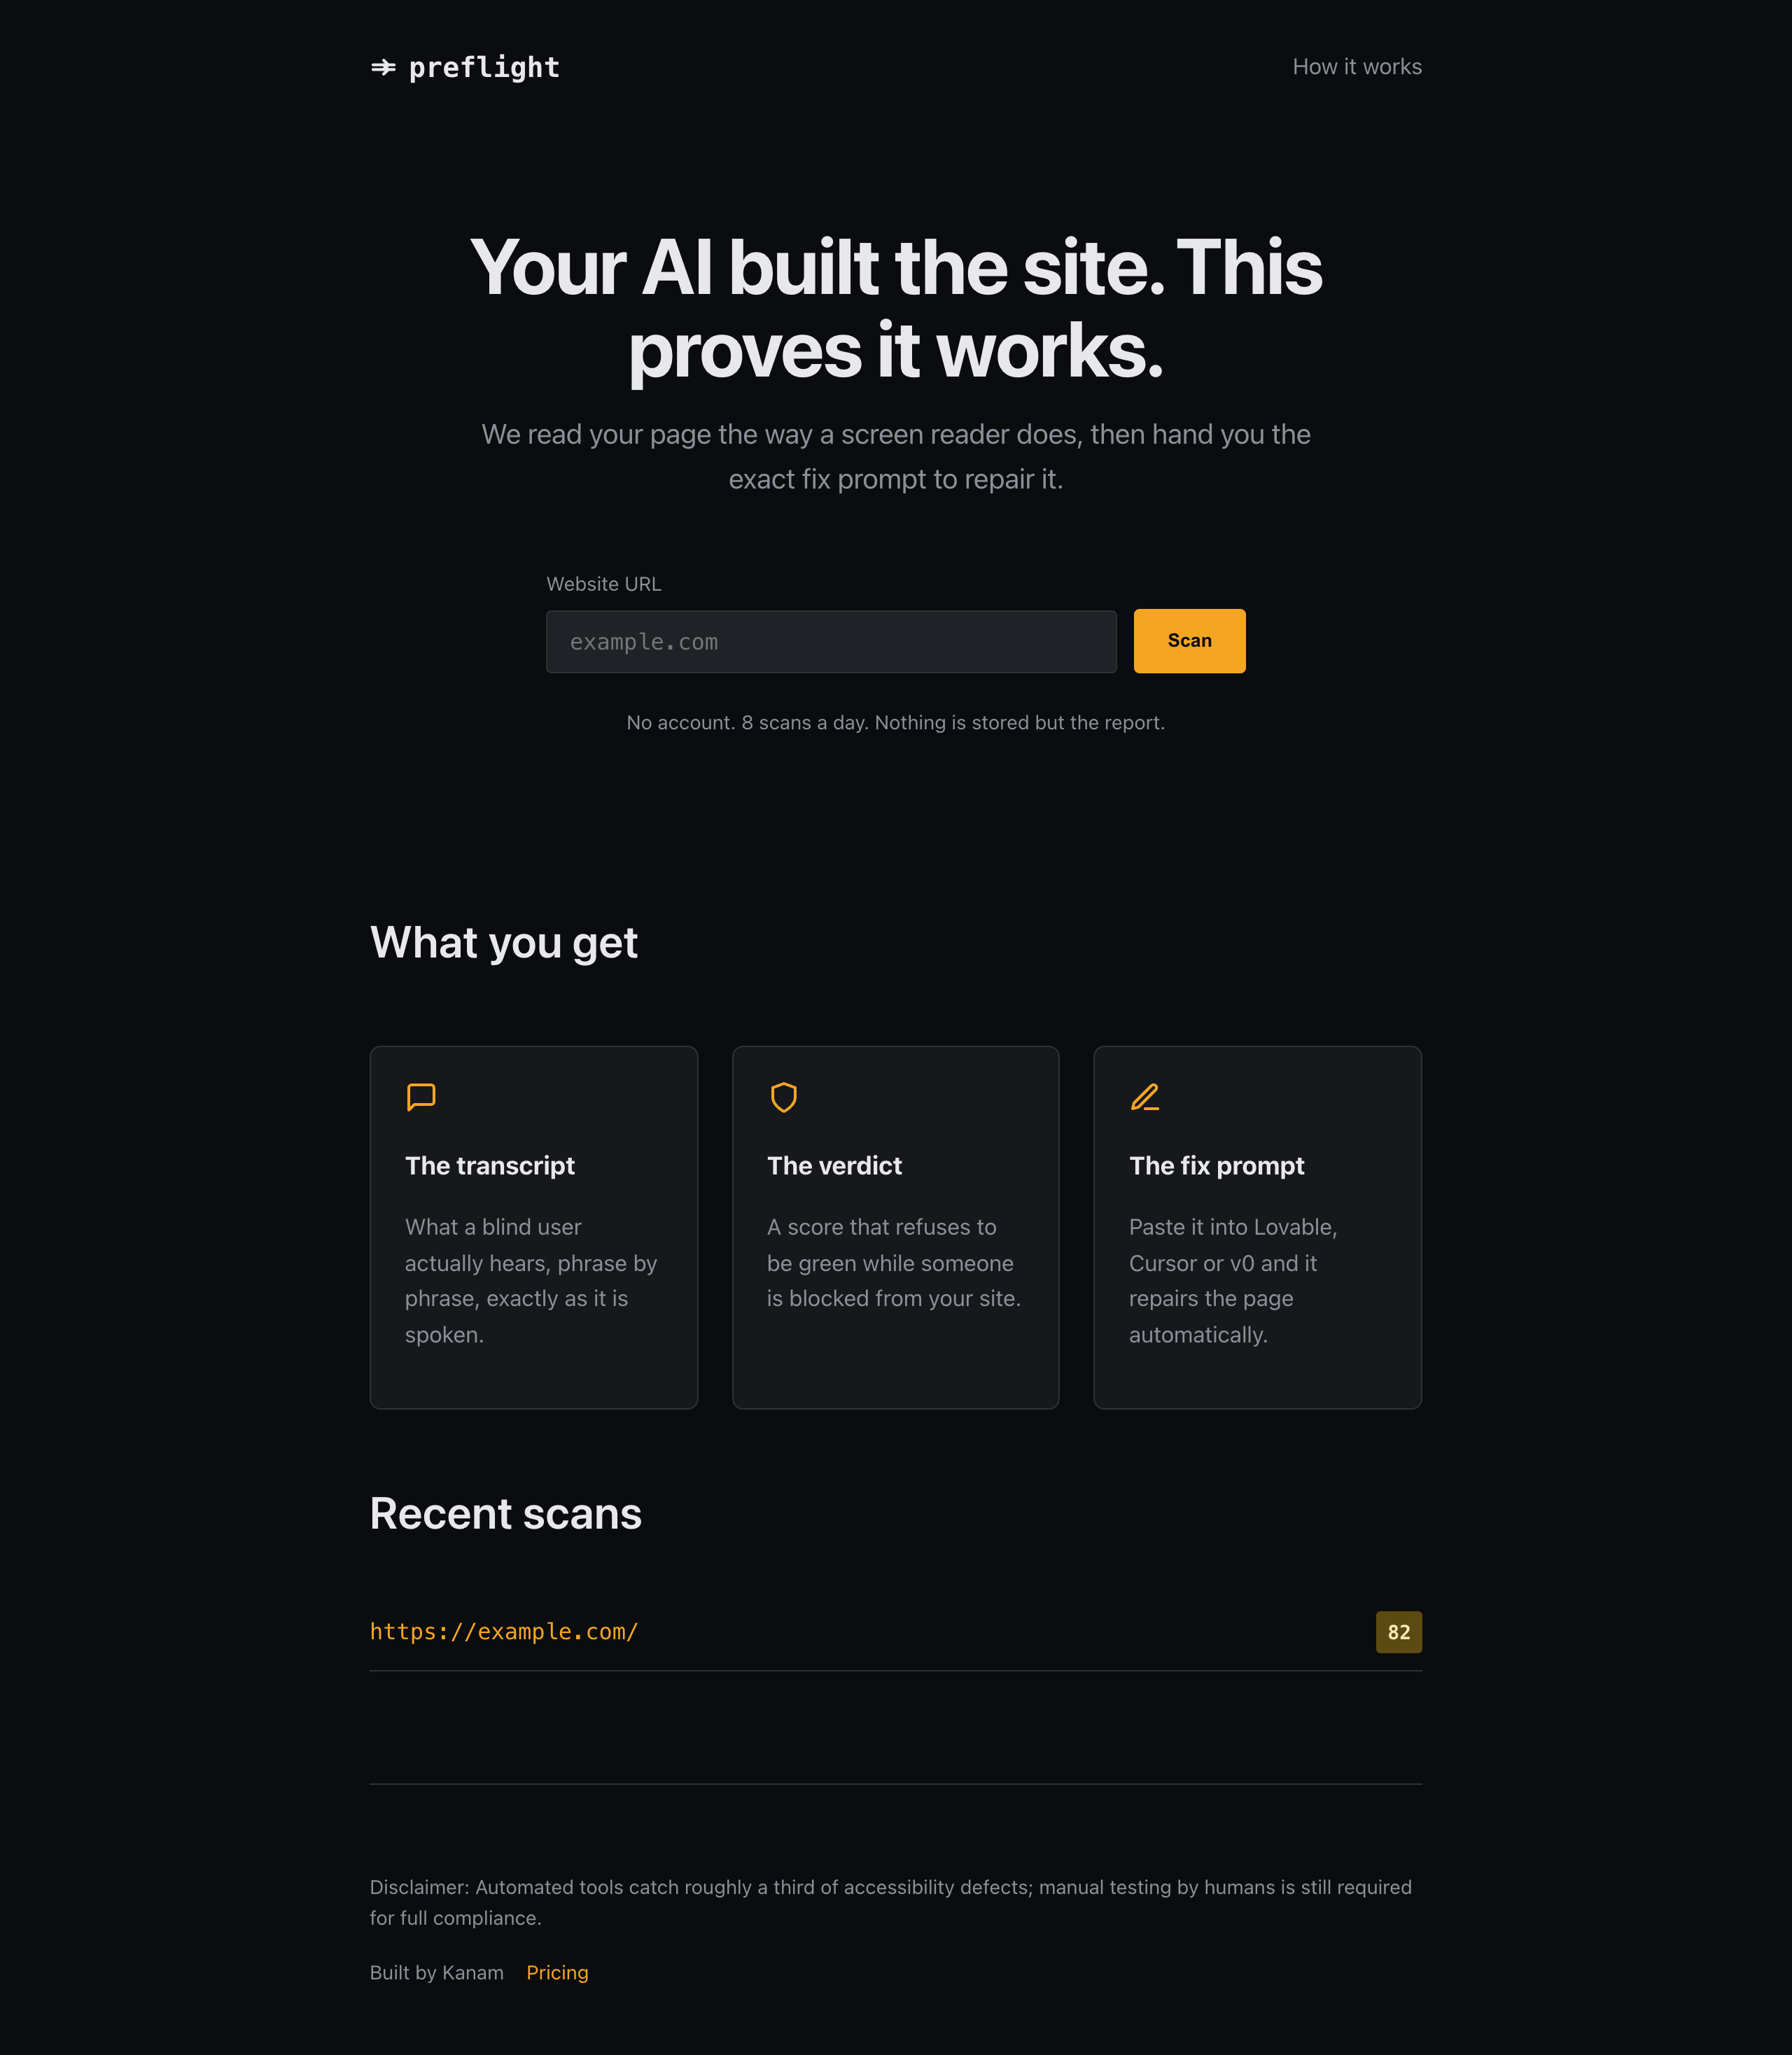 preflight
How it works
Your AI built the site. This
proves it works.
We read your page the way a screen reader does, then hand you the
exact fix prompt to repair it.
Website URL
example.com
Scan
No account. 8 scans a day. Nothing is stored but the report.
What you get
The transcript
What a blind user
actually hears, phrase by
phrase, exactly as it is
spoken.
The verdict
A score that refuses to
be green while someone
is blocked from your site.
The fix prompt
Paste it into Lovable,
Cursor or v0 and it
repairs the page
automatically.
Recent scans
https://example.com/
82
Disclaimer: Automated tools catch roughly a third of accessibility defects; manual testing by humans is still required
for full compliance.
Built by Kanam
Pricing